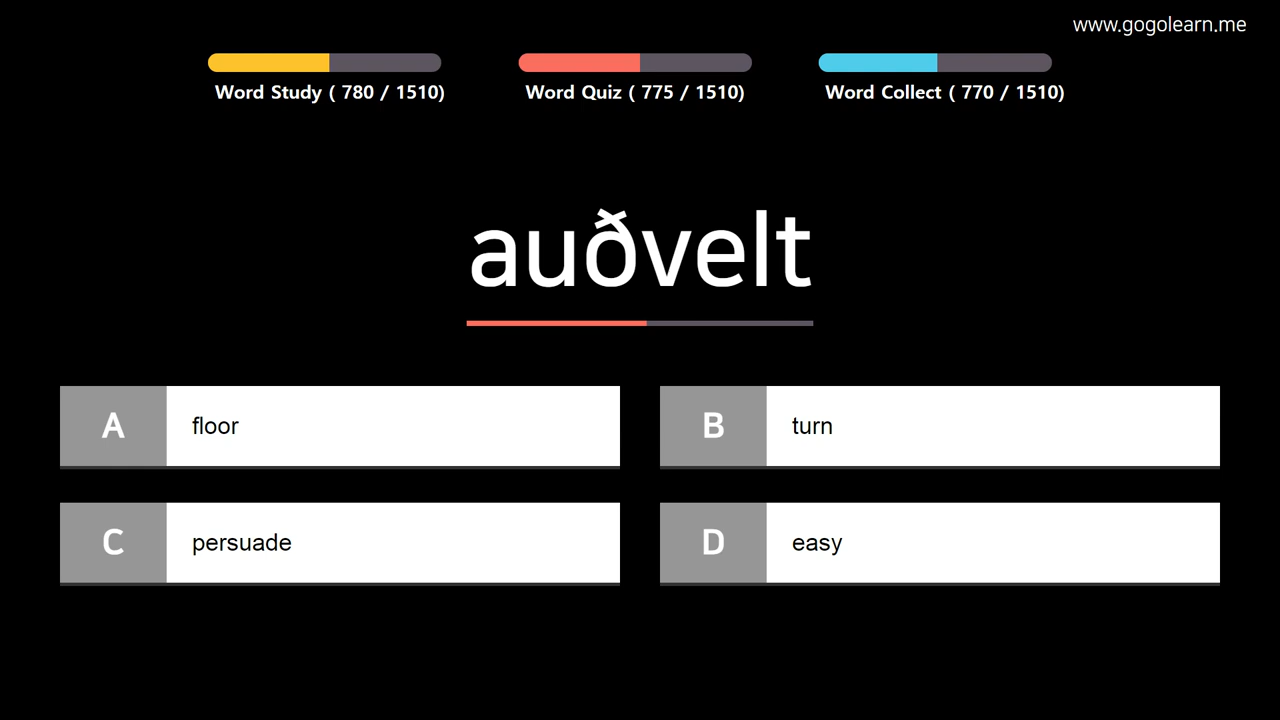 www.gogolearn.me
Word Study ( 780 / 1510)
Word Quiz ( 775 / 1510)
Word Collect ( 770 / 1510)
auðvelt
A floor
B turn
C persuade
D easy